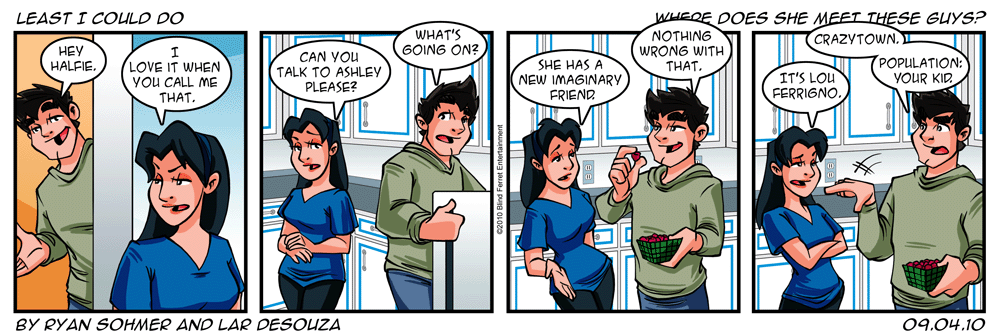 LEAST I COULD DO
WHERE DOES SHE MEET THESE GUYS?
HEY
HALFIE.
I
LOVE IT WHEN
YOU CALL ME
THAT.
CAN YOU
TALK TO ASHLEY
PLEASE?
WHAT'S
GOING ON?
©2010 Blind Ferret Entertainment
SHE HAS A
NEW IMAGINARY
FRIEND.
NOTHING
WRONG WITH
THAT.
IT'S LOU
FERRIGNO.
CRAZYTOWN.
POPULATION:
YOUR KID.
BY RYAN SOHMER AND LAR DESOUZA
09.04.10